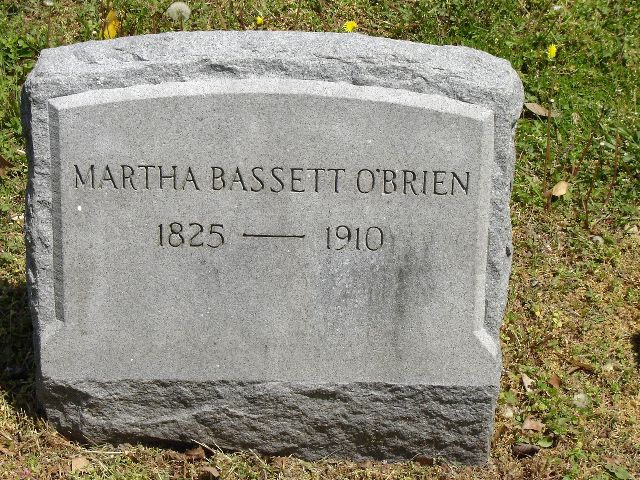 MARTHA BASSETT O'BRIEN
1825 — 1910